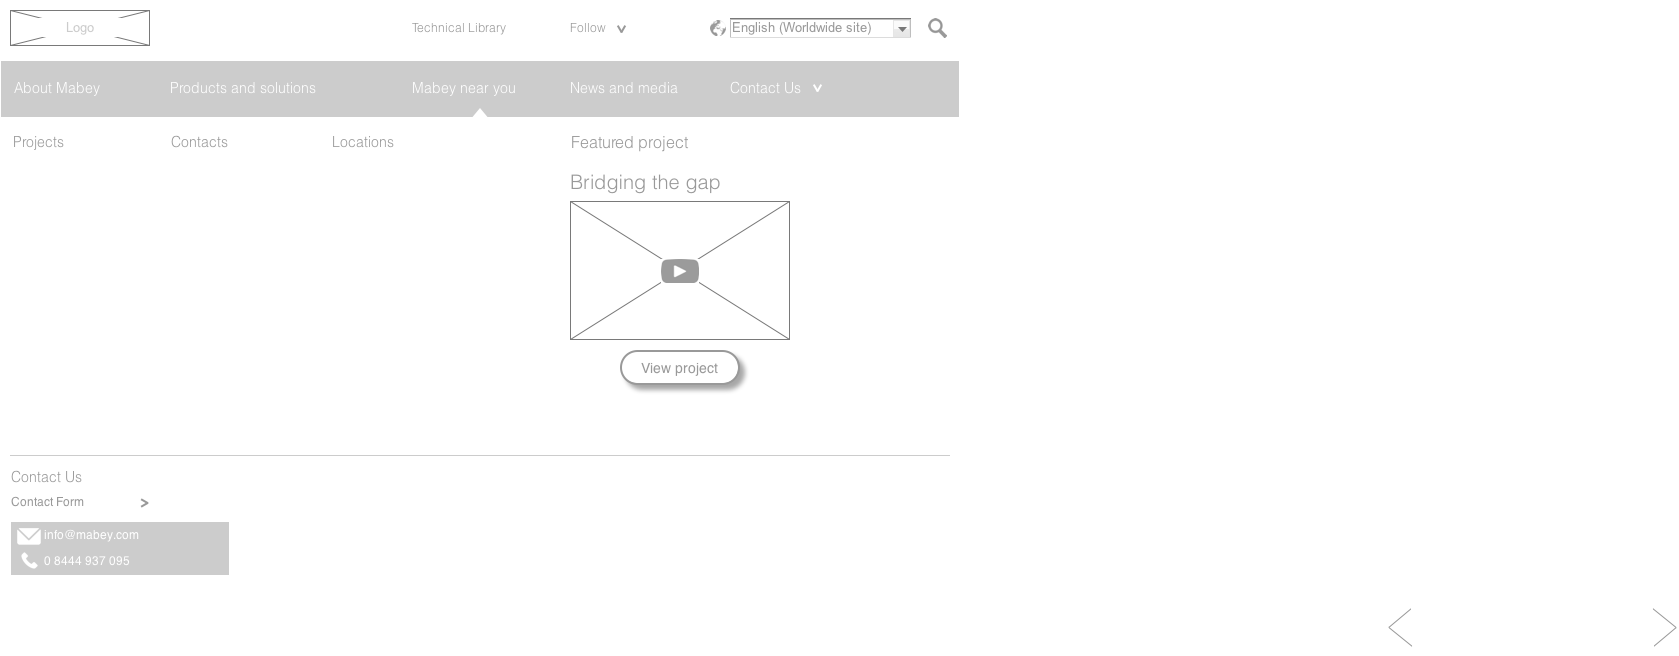 Logo
Technical Library
Follow
English (Worldwide site)
About Mabey
Products and solutions
Mabey near you
News and media
Contact Us
Projects
Contacts
Locations
Featured project
Bridging the gap
View project
Contact Us
Contact Form
info@mabey.com
0 8444 937 095